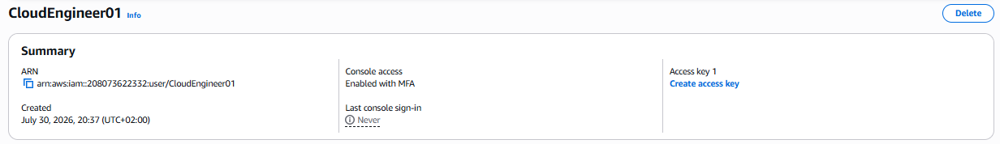 CloudEngineer01 Info
Delete
Summary
ARN
arn:aws:iam::208073622332:user/CloudEngineer01
Created
July 30, 2026, 20:37 (UTC+02:00)
Console access
Enabled with MFA
Last console sign-in
Never
Access key 1
Create access key